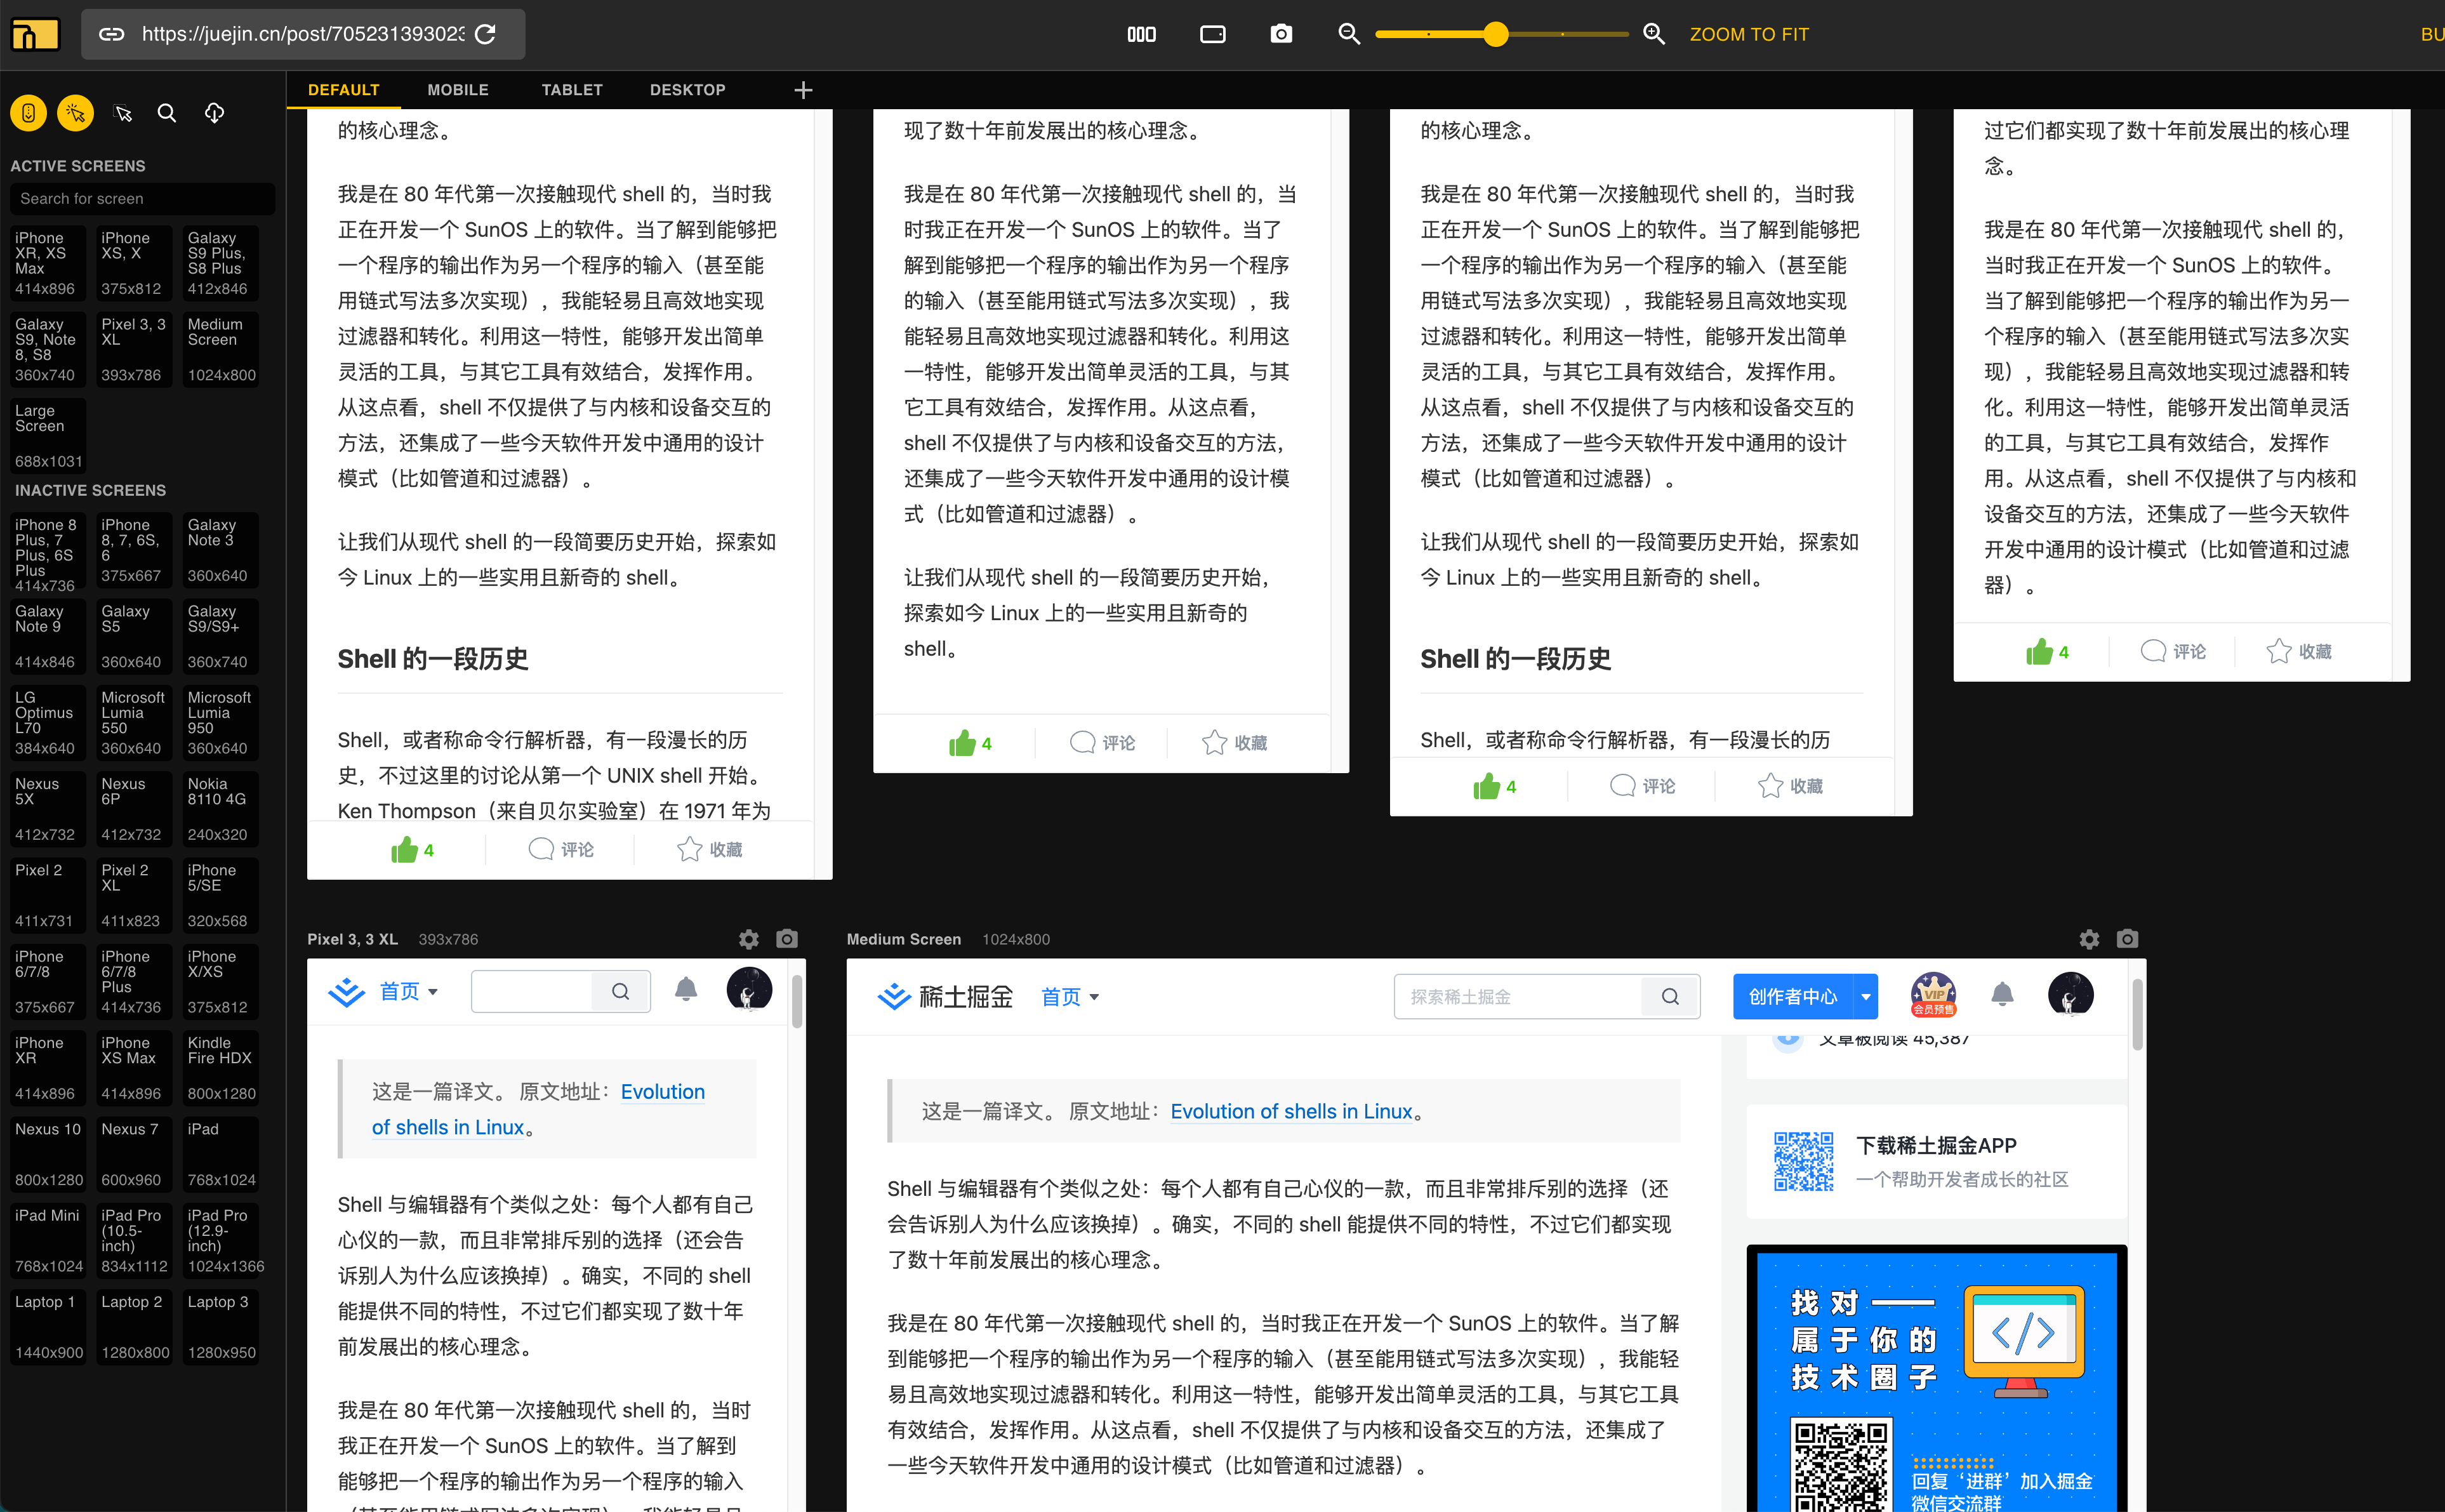 https://juejin.cn/post/705231393023
ZOOM TO FIT
BU
DEFAULT
MOBILE
TABLET
DESKTOP
ACTIVE SCREENS
Search for screen
iPhone XR, XS Max
414x896
iPhone XS, X
375x812
Galaxy S9 Plus, S8 Plus
412x846
Galaxy S9, Note 8, S8
360x740
Pixel 3, 3 XL
393x786
Medium Screen
1024x800
Large Screen
688x1031
INACTIVE SCREENS
iPhone 8 Plus, 7 Plus, 6S Plus
414x736
iPhone 8, 7, 6S, 6
375x667
Galaxy Note 3
360x640
Galaxy Note 9
414x846
Galaxy S5
360x640
Galaxy S9/S9+
360x740
LG Optimus L70
384x640
Microsoft Lumia 550
360x640
Microsoft Lumia 950
360x640
Nexus 5X
412x732
Nexus 6P
412x732
Nokia 8110 4G
240x320
Pixel 2
411x731
Pixel 2 XL
411x823
iPhone 5/SE
320x568
iPhone 6/7/8
375x667
iPhone 6/7/8 Plus
414x736
iPhone X/XS
375x812
iPhone XR
414x896
iPhone XS Max
414x896
Kindle Fire HDX
800x1280
Nexus 10
800x1280
Nexus 7
600x960
iPad
768x1024
iPad Mini
768x1024
iPad Pro (10.5-inch)
834x1112
iPad Pro (12.9-inch)
1024x1366
Laptop 1
1440x900
Laptop 2
1280x800
Laptop 3
1280x950
的核心理念。
我是在 80 年代第一次接触现代 shell 的，当时我
正在开发一个 SunOS 上的软件。当了解到能够把
一个程序的输出作为另一个程序的输入（甚至能
用链式写法多次实现），我能轻易且高效地实现
过滤器和转化。利用这一特性，能够开发出简单
灵活的工具，与其它工具有效结合，发挥作用。
从这点看，shell 不仅提供了与内核和设备交互的
方法，还集成了一些今天软件开发中通用的设计
模式（比如管道和过滤器）。
让我们从现代 shell 的一段简要历史开始，探索如
今 Linux 上的一些实用且新奇的 shell。
Shell 的一段历史
Shell，或者称命令行解析器，有一段漫长的历
史，不过这里的讨论从第一个 UNIX shell 开始。
Ken Thompson（来自贝尔实验室）在 1971 年为
4
评论
收藏
现了数十年前发展出的核心理念。
我是在 80 年代第一次接触现代 shell 的，当
时我正在开发一个 SunOS 上的软件。当了
解到能够把一个程序的输出作为另一个程序
的输入（甚至能用链式写法多次实现），我
能轻易且高效地实现过滤器和转化。利用这
一特性，能够开发出简单灵活的工具，与其
它工具有效结合，发挥作用。从这点看，
shell 不仅提供了与内核和设备交互的方法，
还集成了一些今天软件开发中通用的设计模
式（比如管道和过滤器）。
让我们从现代 shell 的一段简要历史开始，
探索如今 Linux 上的一些实用且新奇的
shell。
4
评论
收藏
的核心理念。
我是在 80 年代第一次接触现代 shell 的，当时我
正在开发一个 SunOS 上的软件。当了解到能够把
一个程序的输出作为另一个程序的输入（甚至能
用链式写法多次实现），我能轻易且高效地实现
过滤器和转化。利用这一特性，能够开发出简单
灵活的工具，与其它工具有效结合，发挥作用。
从这点看，shell 不仅提供了与内核和设备交互的
方法，还集成了一些今天软件开发中通用的设计
模式（比如管道和过滤器）。
让我们从现代 shell 的一段简要历史开始，探索如
今 Linux 上的一些实用且新奇的 shell。
Shell 的一段历史
Shell，或者称命令行解析器，有一段漫长的历
4
评论
收藏
过它们都实现了数十年前发展出的核心理
念。
我是在 80 年代第一次接触现代 shell 的，
当时我正在开发一个 SunOS 上的软件。
当了解到能够把一个程序的输出作为另一
个程序的输入（甚至能用链式写法多次实
现），我能轻易且高效地实现过滤器和转
化。利用这一特性，能够开发出简单灵活
的工具，与其它工具有效结合，发挥作
用。从这点看，shell 不仅提供了与内核和
设备交互的方法，还集成了一些今天软件
开发中通用的设计模式（比如管道和过滤
器）。
4
评论
收藏
Pixel 3, 3 XL 393x786
首页
这是一篇译文。 原文地址：Evolution
of shells in Linux。
Shell 与编辑器有个类似之处：每个人都有自己
心仪的一款，而且非常排斥别的选择（还会告
诉别人为什么应该换掉）。确实，不同的 shell
能提供不同的特性，不过它们都实现了数十年
前发展出的核心理念。
我是在 80 年代第一次接触现代 shell 的，当时
我正在开发一个 SunOS 上的软件。当了解到
能够把一个程序的输出作为另一个程序的输入
（甚至能用链式写法多次实现），我能轻易且
Medium Screen 1024x800
稀土掘金
首页
探索稀土掘金
创作者中心
VIP
会员预售
这是一篇译文。 原文地址：Evolution of shells in Linux。
Shell 与编辑器有个类似之处：每个人都有自己心仪的一款，而且非常排斥别的选择（还
会告诉别人为什么应该换掉）。确实，不同的 shell 能提供不同的特性，不过它们都实现
了数十年前发展出的核心理念。
我是在 80 年代第一次接触现代 shell 的，当时我正在开发一个 SunOS 上的软件。当了解
到能够把一个程序的输出作为另一个程序的输入（甚至能用链式写法多次实现），我能轻
易且高效地实现过滤器和转化。利用这一特性，能够开发出简单灵活的工具，与其它工具
有效结合，发挥作用。从这点看，shell 不仅提供了与内核和设备交互的方法，还集成了
一些今天软件开发中通用的设计模式（比如管道和过滤器）。
文章被阅读 45,387
下载稀土掘金APP
一个帮助开发者成长的社区
找对——
属于你的
技术圈子
</>
回复‘进群’加入掘金
微信交流群